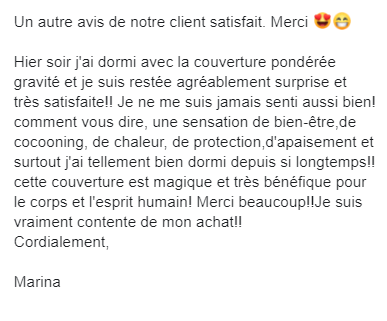 Un autre avis de notre client satisfait. Merci 😍😁
Hier soir j'ai dormi avec la couverture pondérée
gravité et je suis restée agréablement surprise et
très satisfaite!! Je ne me suis jamais senti aussi bien!
comment vous dire, une sensation de bien-être,de
cocooning, de chaleur, de protection,d'apaisement et
surtout j'ai tellement bien dormi depuis si longtemps!!
cette couverture est magique et très bénéfique pour
le corps et l'esprit humain! Merci beaucoup!!Je suis
vraiment contente de mon achat!!
Cordialement,
Marina